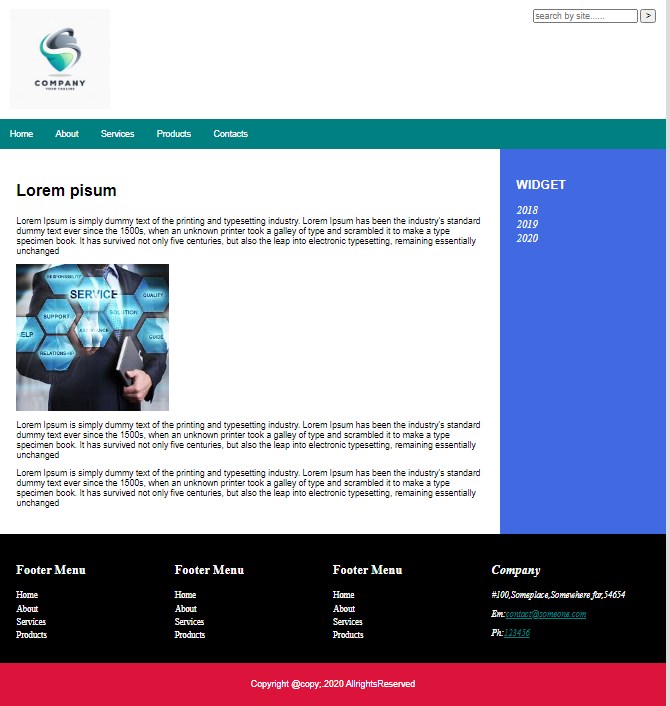 search by site...... >
COMPANY
YOUR TAGLINE
Home About Services Products Contacts
Lorem pisum
Lorem Ipsum is simply dummy text of the printing and typesetting industry. Lorem Ipsum has been the industry's standard
dummy text ever since the 1500s, when an unknown printer took a galley of type and scrambled it to make a type
specimen book. It has survived not only five centuries, but also the leap into electronic typesetting, remaining essentially
unchanged
RESPONSIBILITY
SERVICE
QUALITY
SUPPORT
SOLUTION
HELP
ASSISTANCE
GUIDE
RELATIONSHIP
Lorem Ipsum is simply dummy text of the printing and typesetting industry. Lorem Ipsum has been the industry's standard
dummy text ever since the 1500s, when an unknown printer took a galley of type and scrambled it to make a type
specimen book. It has survived not only five centuries, but also the leap into electronic typesetting, remaining essentially
unchanged
Lorem Ipsum is simply dummy text of the printing and typesetting industry. Lorem Ipsum has been the industry's standard
dummy text ever since the 1500s, when an unknown printer took a galley of type and scrambled it to make a type
specimen book. It has survived not only five centuries, but also the leap into electronic typesetting, remaining essentially
unchanged
WIDGET
2018
2019
2020
Footer Menu
Home
About
Services
Products
Footer Menu
Home
About
Services
Products
Footer Menu
Home
About
Services
Products
Company
#100,Someplace,Somewhere far,54654
Em:contact@someone.com
Ph:123456
Copyright @copy;.2020 AllrightsReserved